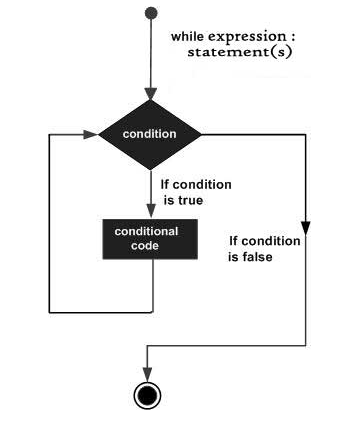 while expression :
statement(s)
condition
If condition
is true
conditional
code
If condition
is false